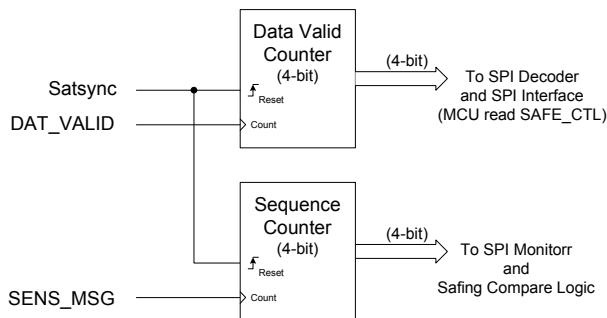 Data Valid
Counter
(4-bit)
(4-bit)
Satsync
Reset
To SPI Decoder
and SPI Interface
(MCU read SAFE_CTL)
DAT_VALID
Count
Sequence
Counter
(4-bit)
(4-bit)
Reset
To SPI Monitorr
and
Safing Compare Logic
SENS_MSG
Count